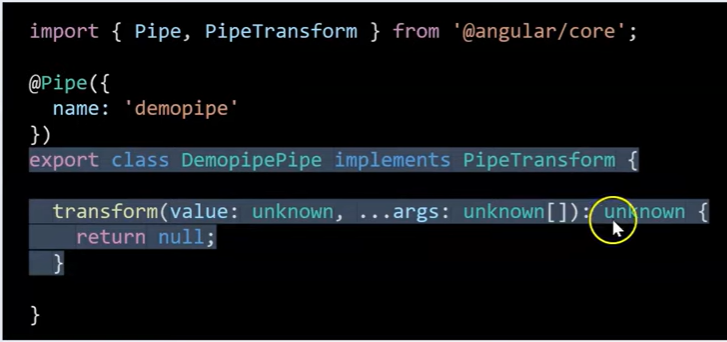 import { Pipe, PipeTransform } from '@angular/core';
@Pipe({
  name: 'demopipe'
})
export class DemopipePipe implements PipeTransform {
  transform(value: unknown, ...args: unknown[]): unknown {
    return null;
  }
}